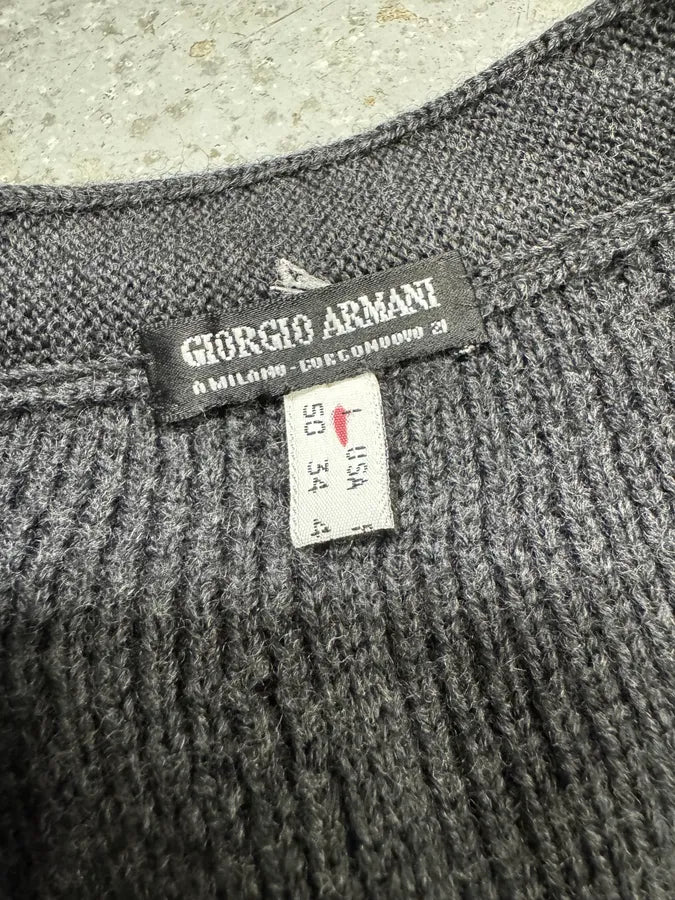 GIORGIO ARMANI
A MILANO-BORGONUOVO 21
I USA
50 34